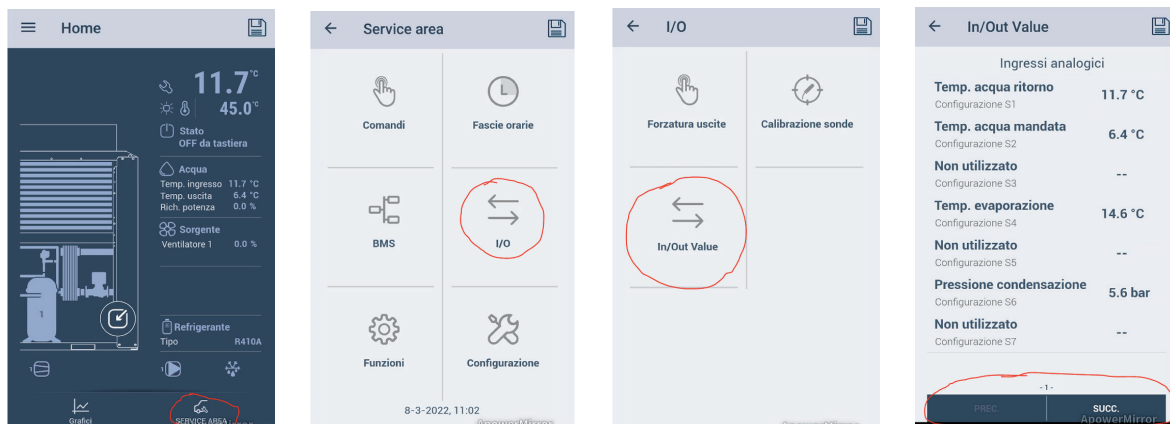 Home
11.7 °C
45.0 °C
Stato
OFF da tastiera
Acqua
Temp. ingresso 11.7 °C
Temp. uscita 6.4 °C
Rich. potenza 0.0 %
Sorgente
Ventilatore 1 0.0 %
1
Refrigerante
Tipo R410A
1
1
Grafici
SERVICE AREA
Service area
Comandi
Fascie orarie
BMS
I/O
Funzioni
Configurazione
8-3-2022, 11:02
ApowerMirror
I/O
Forzatura uscite
Calibrazione sonde
In/Out Value
ApowerMirror
In/Out Value
Ingressi analogici
Temp. acqua ritorno 11.7 °C
Configurazione S1
Temp. acqua mandata 6.4 °C
Configurazione S2
Non utilizzato --
Configurazione S3
Temp. evaporazione 14.6 °C
Configurazione S4
Non utilizzato --
Configurazione S5
Pressione condensazione 5.6 bar
Configurazione S6
Non utilizzato --
Configurazione S7
-1-
PREC. SUCC.
ApowerMirror